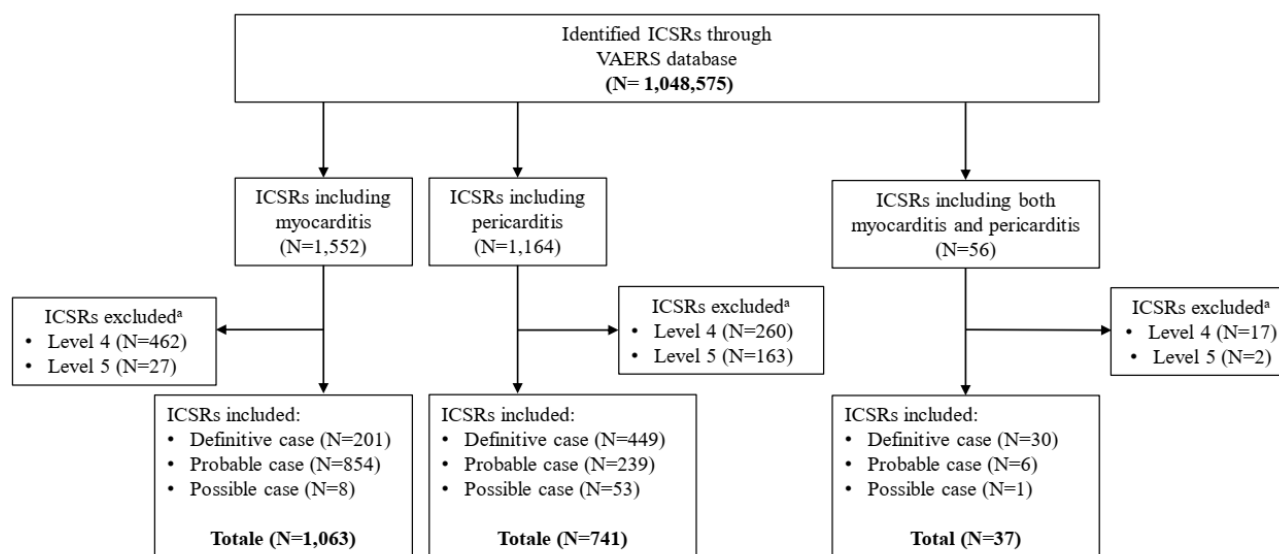 Identified ICSRs through
VAERS database
(N= 1,048,575)
ICSRs including
myocarditis
(N=1,552)
ICSRs including
pericarditis
(N=1,164)
ICSRs including both
myocarditis and pericarditis
(N=56)
ICSRs excludedᵃ
• Level 4 (N=462)
• Level 5 (N=27)
ICSRs excludedᵃ
• Level 4 (N=260)
• Level 5 (N=163)
ICSRs excludedᵃ
• Level 4 (N=17)
• Level 5 (N=2)
ICSRs included:
• Definitive case (N=201)
• Probable case (N=854)
• Possible case (N=8)
Totale (N=1,063)
ICSRs included:
• Definitive case (N=449)
• Probable case (N=239)
• Possible case (N=53)
Totale (N=741)
ICSRs included:
• Definitive case (N=30)
• Probable case (N=6)
• Possible case (N=1)
Total (N=37)